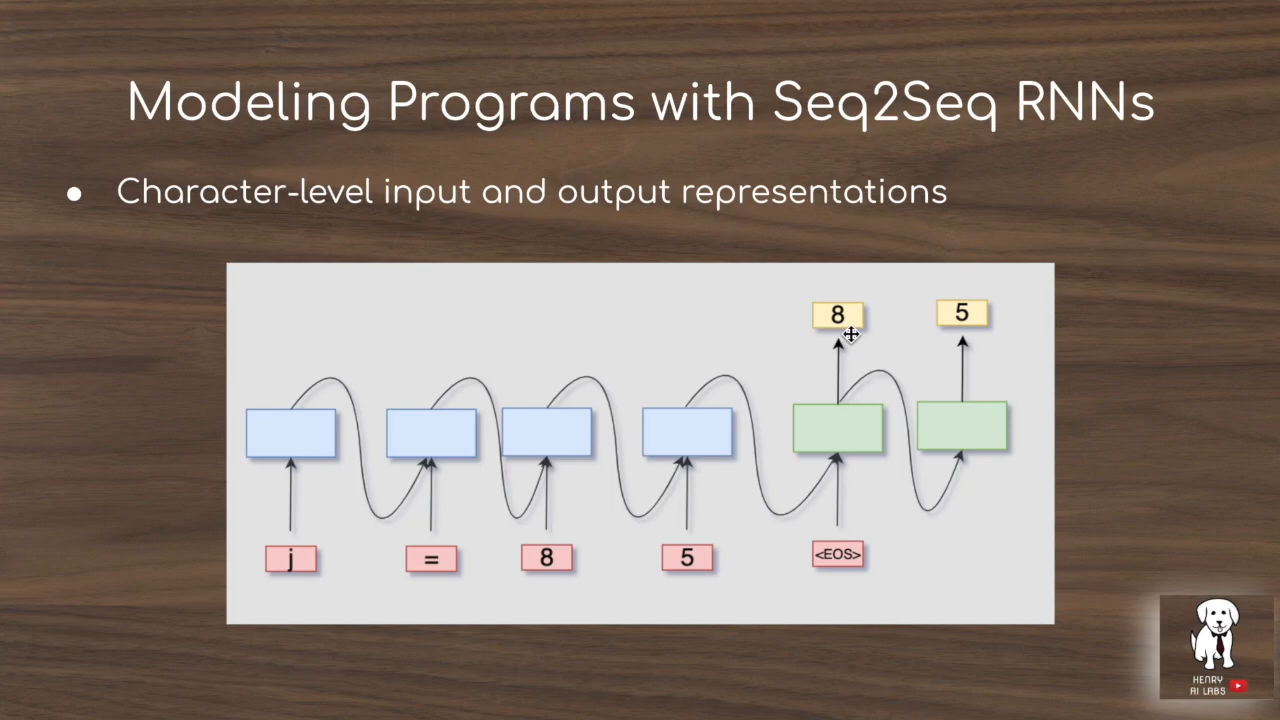 Modeling Programs with Seq2Seq RNNs
● Character-level input and output representations
8 5
j = 8 5 <EOS>
HENRY
AI LABS